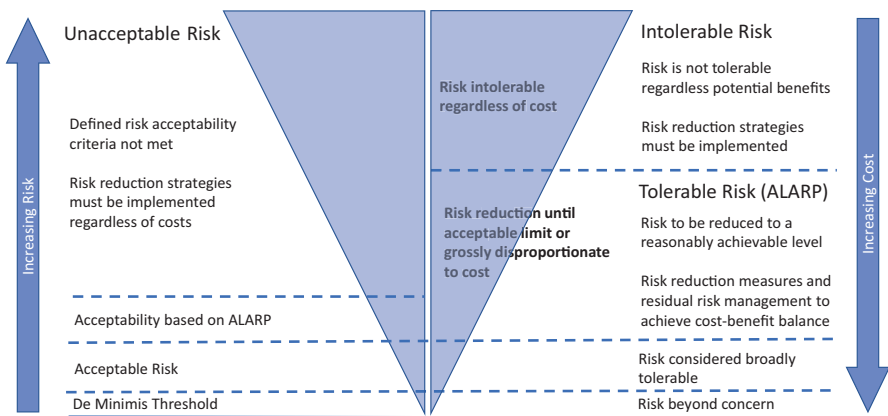 Increasing Risk
Unacceptable Risk
Defined risk acceptability
criteria not met
Risk reduction strategies
must be implemented
regardless of costs
Acceptability based on ALARP
Acceptable Risk
De Minimis Threshold
Risk intolerable
regardless of cost
Risk reduction until
acceptable limit or
grossly disproportionate
to cost
Intolerable Risk
Risk is not tolerable
regardless potential benefits
Risk reduction strategies
must be implemented
Tolerable Risk (ALARP)
Risk to be reduced to a
reasonably achievable level
Risk reduction measures and
residual risk management to
achieve cost-benefit balance
Risk considered broadly
tolerable
Risk beyond concern
Increasing Cost